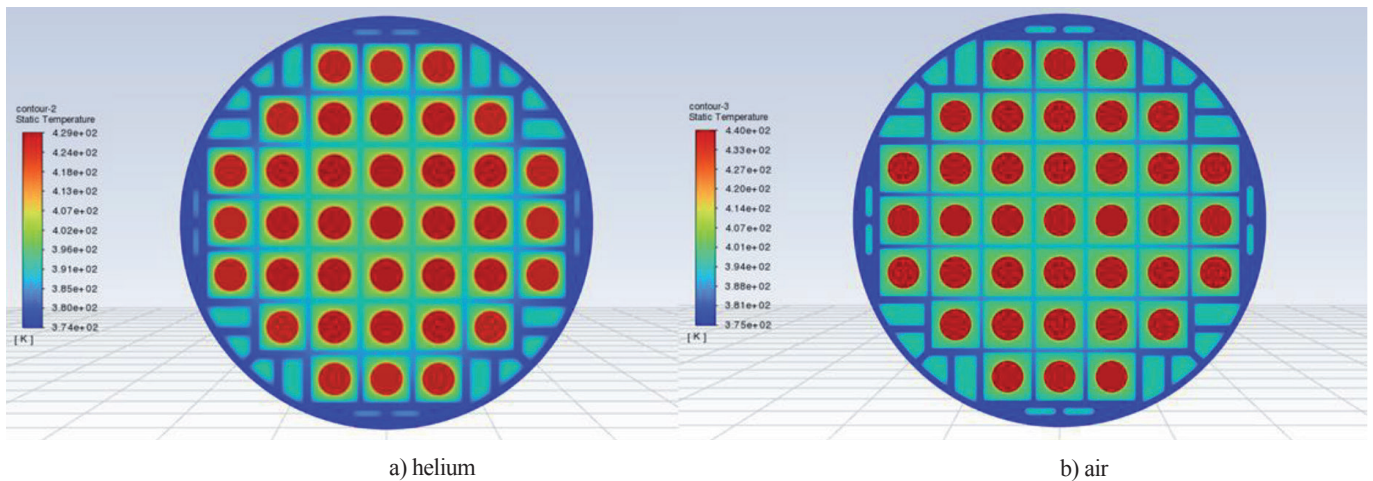 contour-2
Static Temperature
4.29e+02
4.24e+02
4.18e+02
4.13e+02
4.07e+02
4.02e+02
3.96e+02
3.91e+02
3.85e+02
3.80e+02
3.74e+02
[ K ]
contour-3
Static Temperature
4.40e+02
4.33e+02
4.27e+02
4.20e+02
4.14e+02
4.07e+02
4.01e+02
3.94e+02
3.88e+02
3.81e+02
3.75e+02
[ K ]
a) helium
b) air